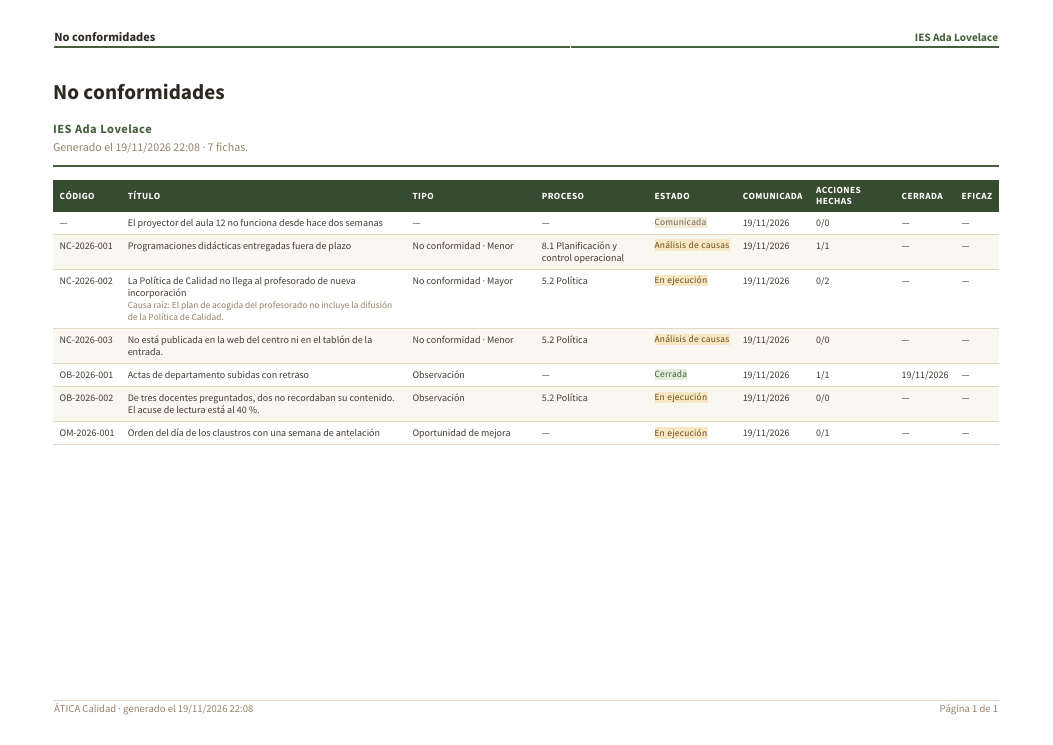 No conformidades IES Ada Lovelace
No conformidades
IES Ada Lovelace
Generado el 19/11/2026 22:08 · 7 fichas.
CÓDIGO TÍTULO TIPO PROCESO ESTADO COMUNICADA ACCIONES HECHAS CERRADA EFICAZ
— El proyector del aula 12 no funciona desde hace dos semanas — — Comunicada 19/11/2026 0/0 — —
NC-2026-001 Programaciones didácticas entregadas fuera de plazo No conformidad · Menor 8.1 Planificación y Análisis de causas 19/11/2026 1/1 — —
control operacional
NC-2026-002 La Política de Calidad no llega al profesorado de nueva No conformidad · Mayor 5.2 Política En ejecución 19/11/2026 0/2 — —
incorporación
Causa raíz: El plan de acogida del profesorado no incluye la difusión
de la Política de Calidad.
NC-2026-003 No está publicada en la web del centro ni en el tablón de la No conformidad · Menor 5.2 Política Análisis de causas 19/11/2026 0/0 — —
entrada.
OB-2026-001 Actas de departamento subidas con retraso Observación — Cerrada 19/11/2026 1/1 19/11/2026 —
OB-2026-002 De tres docentes preguntados, dos no recordaban su contenido. Observación 5.2 Política En ejecución 19/11/2026 0/0 — —
El acuse de lectura está al 40 %.
OM-2026-001 Orden del día de los claustros con una semana de antelación Oportunidad de mejora — En ejecución 19/11/2026 0/1 — —
ÁTICA Calidad · generado el 19/11/2026 22:08 Página 1 de 1